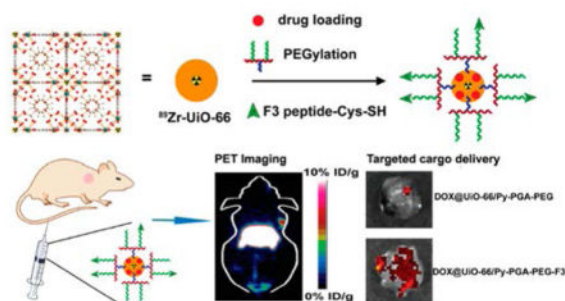 drug loading
PEGylation
=
⁸⁹Zr-UiO-66
F3 peptide-Cys-SH
PET Imaging
Targeted cargo delivery
10% ID/g
0% ID/g
DOX@UiO-66/Py-PGA-PEG
DOX@UiO-66/Py-PGA-PEG-F3